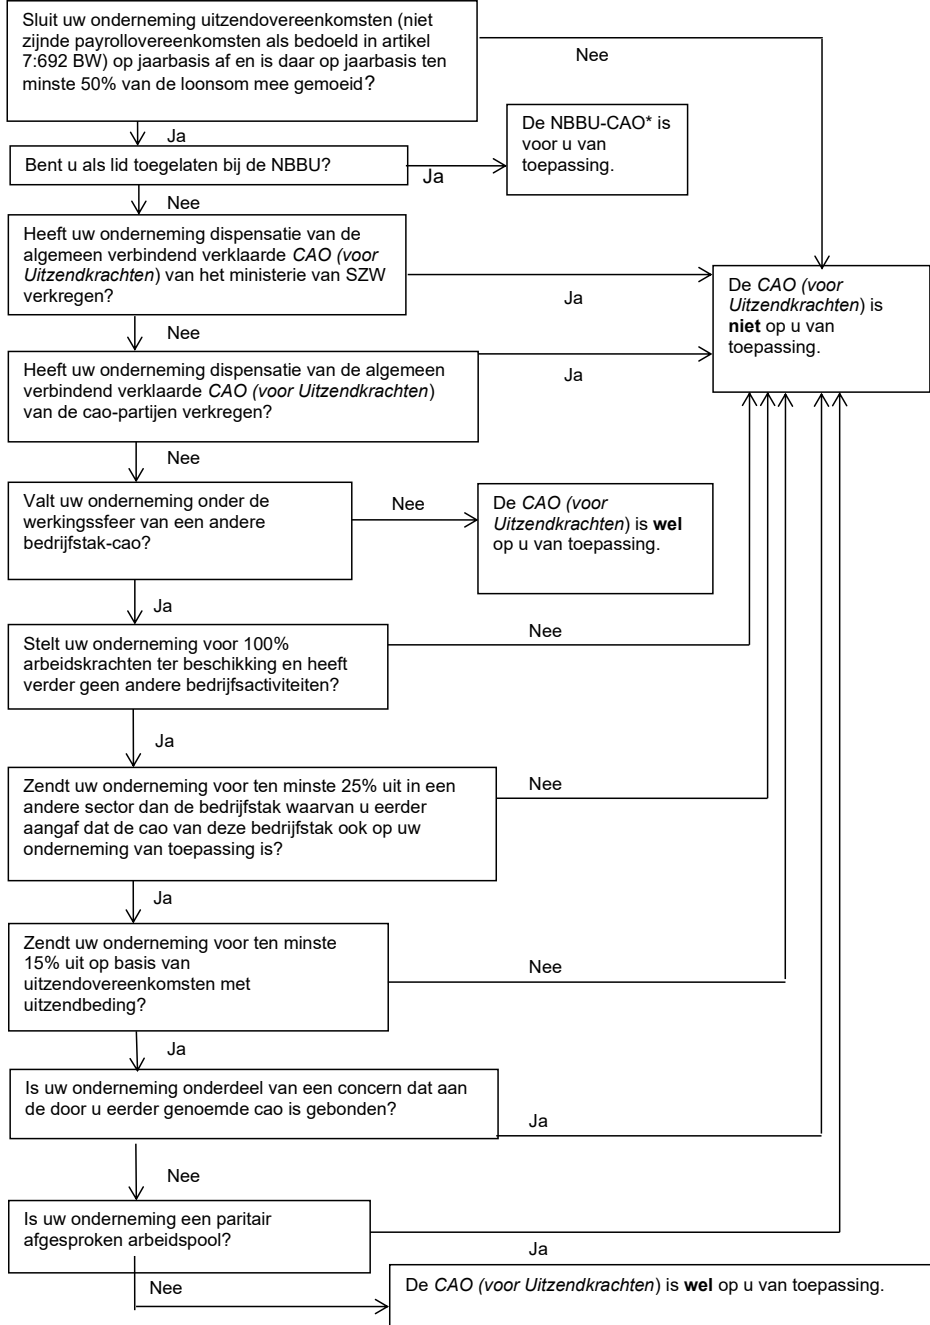 Sluit uw onderneming uitzendovereenkomsten (niet
zijnde payrollovereenkomsten als bedoeld in artikel
7:692 BW) op jaarbasis af en is daar op jaarbasis ten
minste 50% van de loonsom mee gemoeid?
Nee
Ja
De NBBU-CAO* is
voor u van
toepassing.
Bent u als lid toegelaten bij de NBBU?
Ja
Nee
Heeft uw onderneming dispensatie van de
algemeen verbindend verklaarde CAO (voor
Uitzendkrachten) van het ministerie van SZW
verkregen?
Ja
De CAO (voor
Uitzendkrachten) is
niet op u van
toepassing.
Nee
Heeft uw onderneming dispensatie van de algemeen
verbindend verklaarde CAO (voor Uitzendkrachten)
van de cao-partijen verkregen?
Ja
Nee
Valt uw onderneming onder de
werkingssfeer van een andere
bedrijfstak-cao?
Nee
De CAO (voor
Uitzendkrachten) is wel
op u van toepassing.
Ja
Stelt uw onderneming voor 100%
arbeidskrachten ter beschikking en heeft
verder geen andere bedrijfsactiviteiten?
Nee
Ja
Zendt uw onderneming voor ten minste 25% uit in een
andere sector dan de bedrijfstak waarvan u eerder
aangaf dat de cao van deze bedrijfstak ook op uw
onderneming van toepassing is?
Nee
Ja
Zendt uw onderneming voor ten minste
15% uit op basis van
uitzendovereenkomsten met
uitzendbeding?
Nee
Ja
Is uw onderneming onderdeel van een concern dat aan
de door u eerder genoemde cao is gebonden?
Ja
Nee
Is uw onderneming een paritair
afgesproken arbeidspool?
Ja
Nee
De CAO (voor Uitzendkrachten) is wel op u van toepassing.